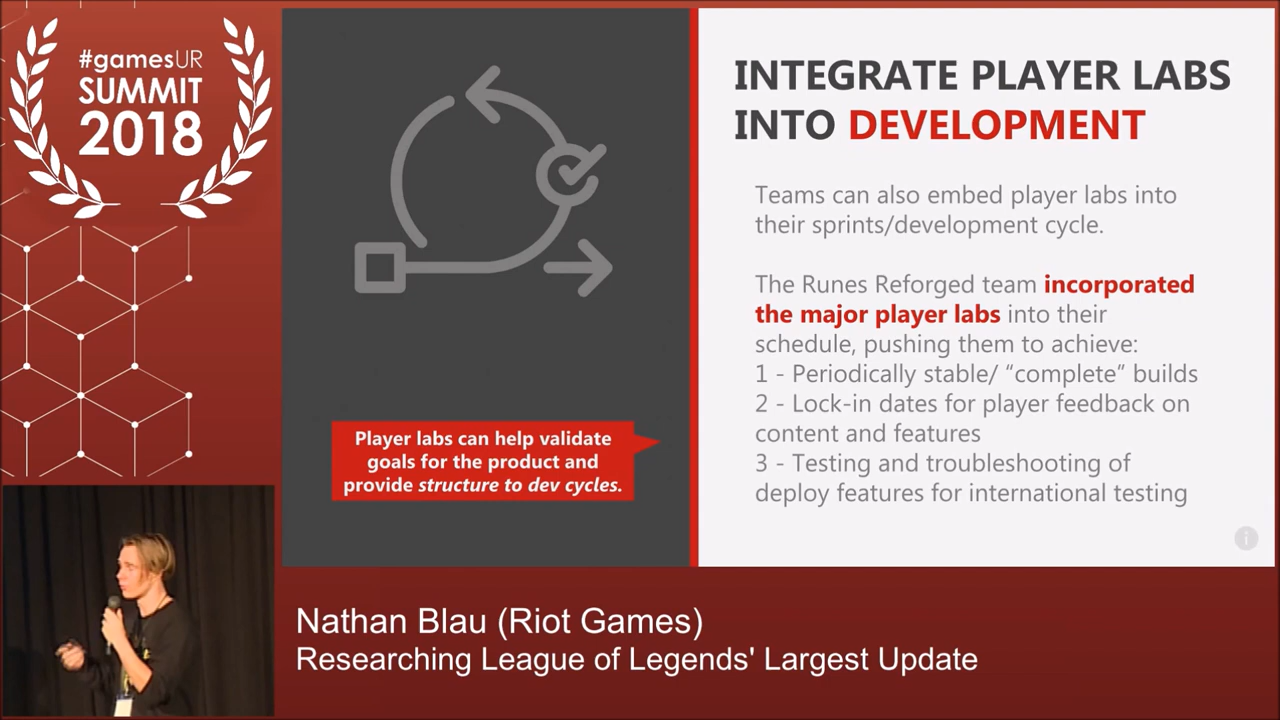 #gamesUR
SUMMIT
2018
INTEGRATE PLAYER LABS
INTO DEVELOPMENT
Teams can also embed player labs into
their sprints/development cycle.
The Runes Reforged team incorporated
the major player labs into their
schedule, pushing them to achieve:
1 - Periodically stable/ “complete” builds
2 - Lock-in dates for player feedback on
content and features
3 - Testing and troubleshooting of
deploy features for international testing
Player labs can help validate
goals for the product and
provide structure to dev cycles.
i
Nathan Blau (Riot Games)
Researching League of Legends' Largest Update